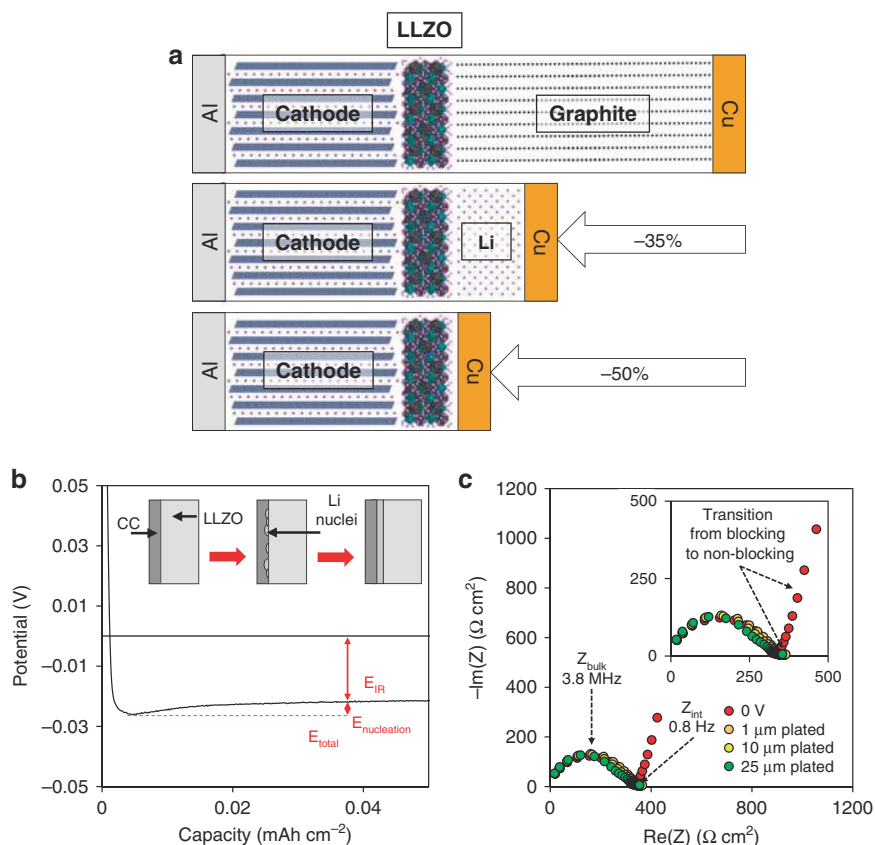 LLZO
a
Al
Cathode
Graphite
Cu
Al
Cathode
Li
Cu
–35%
Al
Cathode
Cu
–50%
b
0.05
0.03
0.01
–0.01
–0.03
–0.05
Potential (V)
CC
LLZO
Li
nuclei
E_IR
E_nucleation
E_total
0
0.02
0.04
Capacity (mAh cm⁻²)
c
1200
1000
800
600
400
200
0
–Im(Z) (Ω cm²)
500
250
0
0
250
500
Transition
from blocking
to non-blocking
Z_bulk
3.8 MHz
Z_int
0.8 Hz
0 V
1 μm plated
10 μm plated
25 μm plated
0
400
800
1200
Re(Z) (Ω cm²)